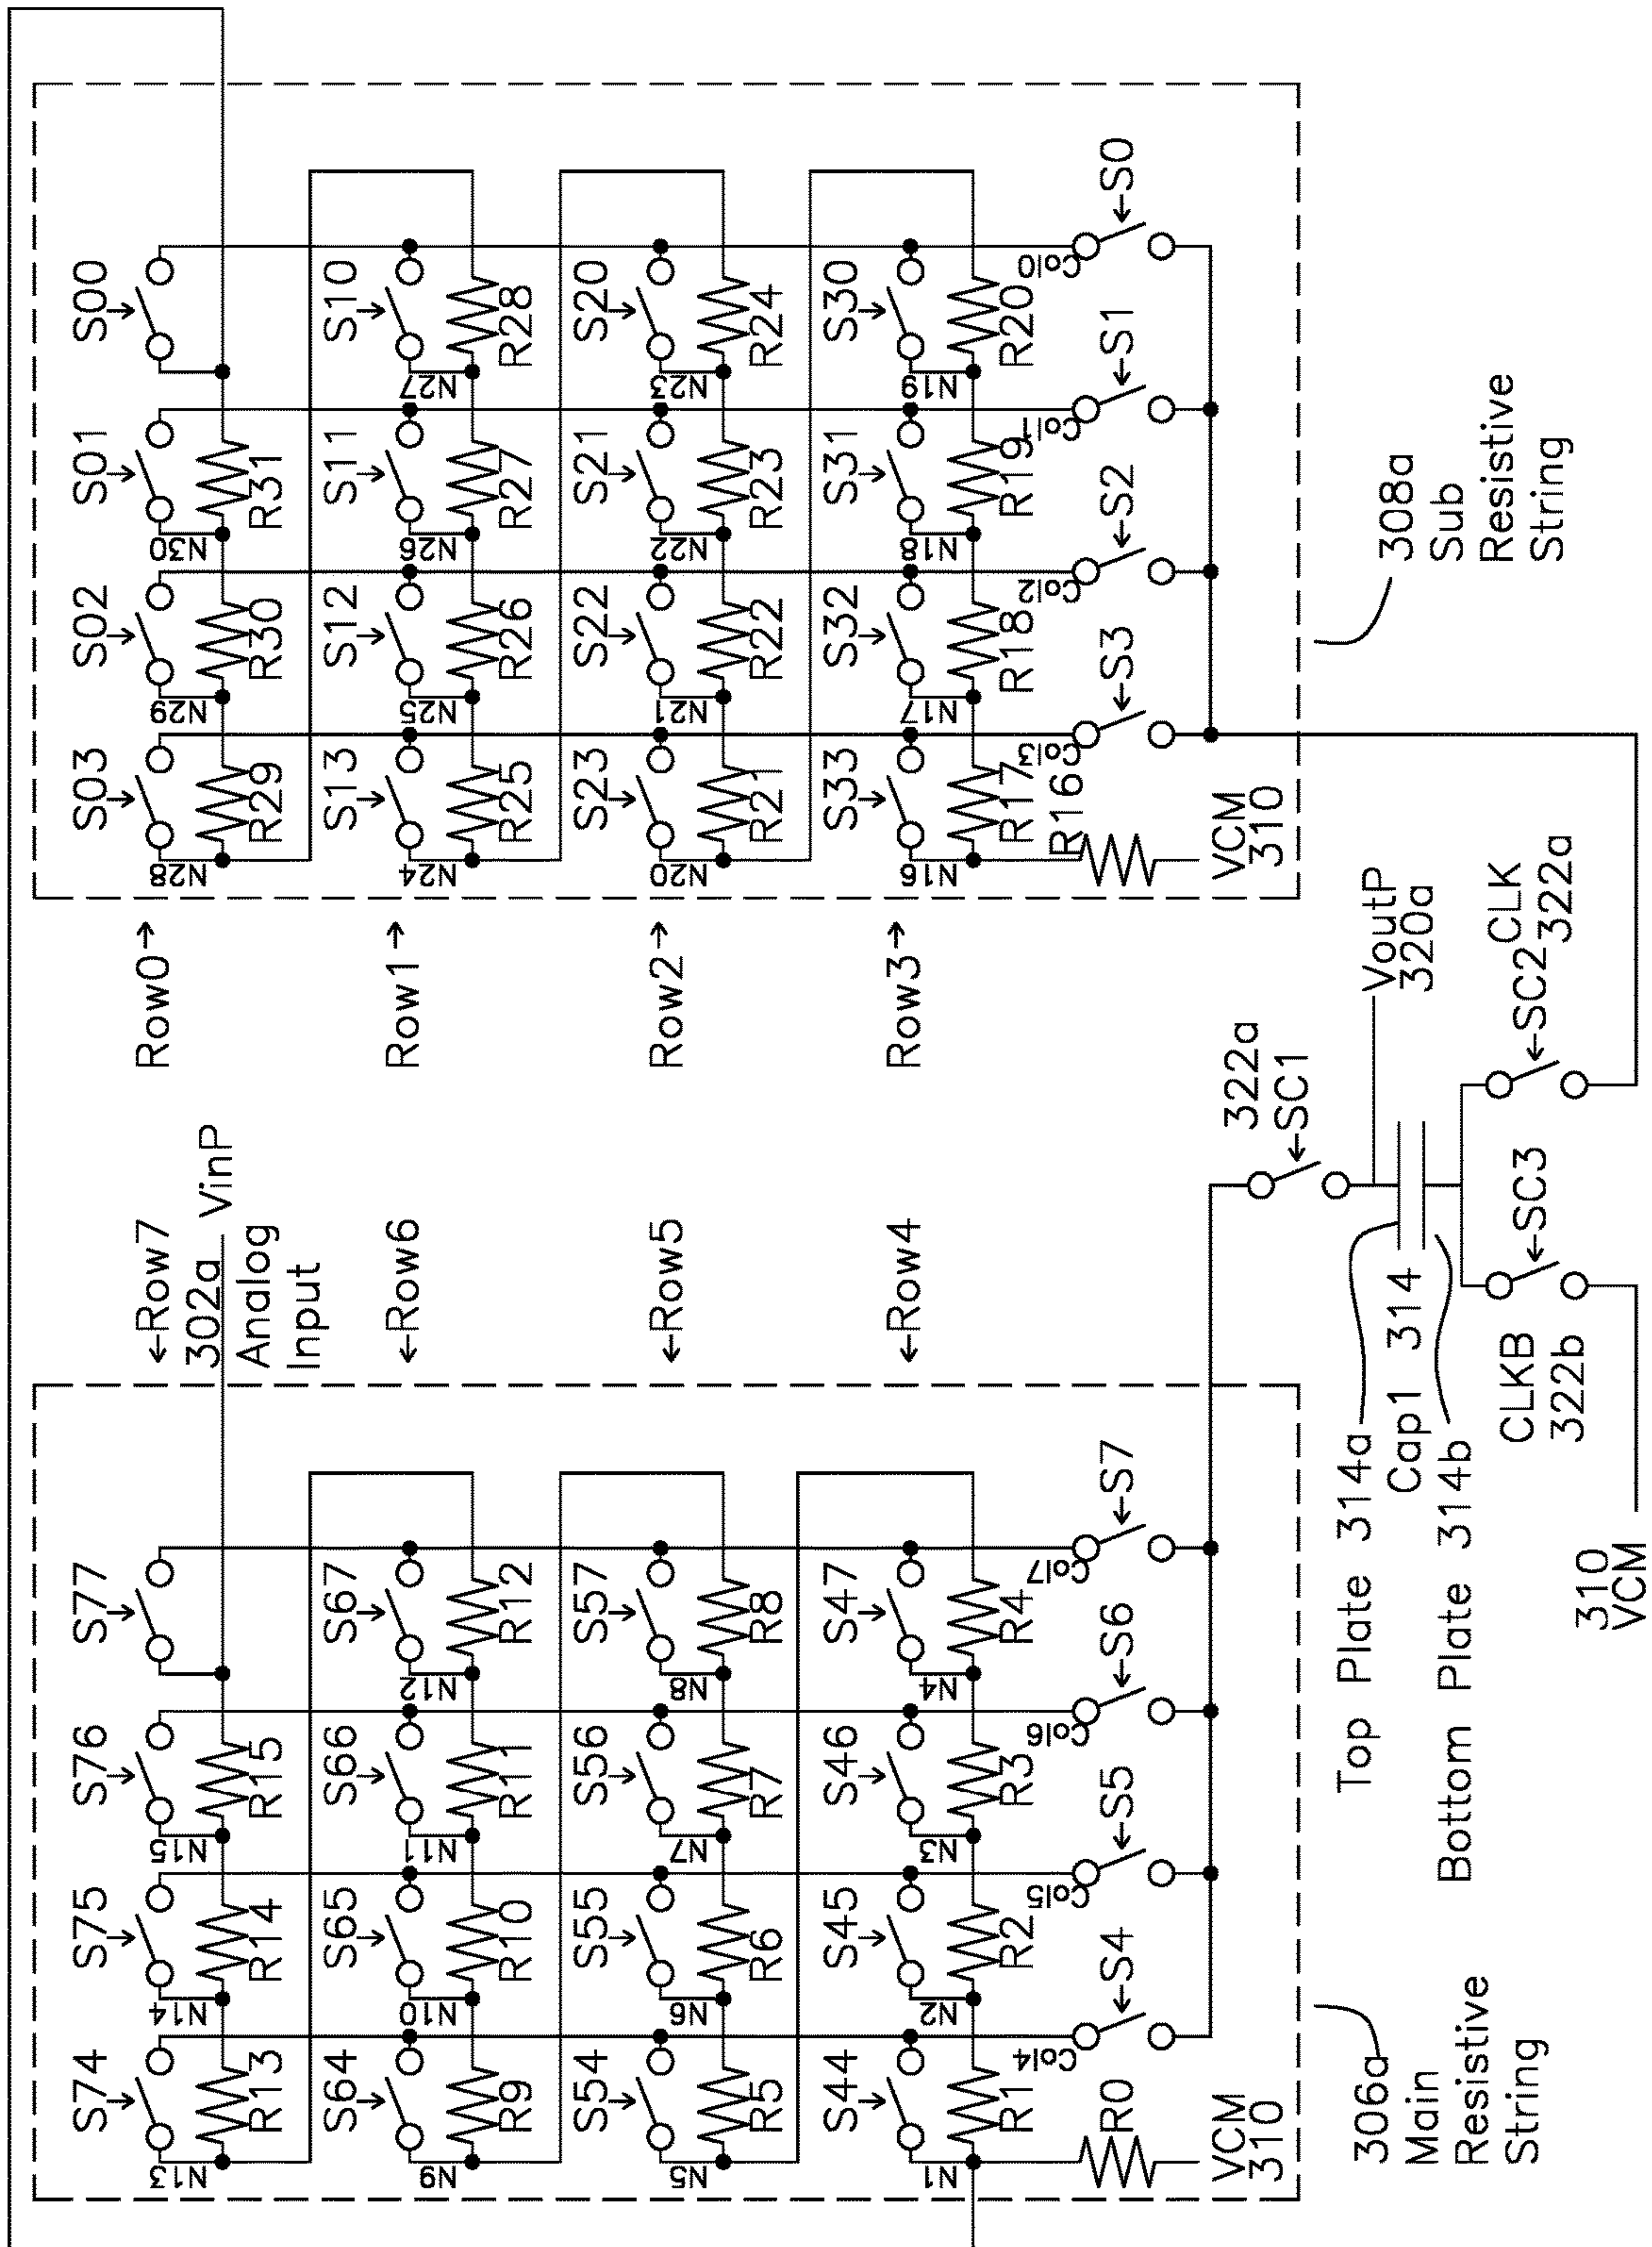 S00
S01
S02
S03
R31
R30
R29
N30
N29
N28
S10
S11
S12
S13
R28
R27
R26
R25
N27
N26
N25
N24
S20
S21
S22
S23
R24
R23
R22
R21
N23
N22
N21
N20
S30
S31
S32
S33
R20
R19
R18
R17
N19
N18
N17
N16
R16
Col0
Col1
Col2
Col3
S0
S1
S2
S3
VCM
310
308a
Sub
Resistive
String
Row0
Row1
Row2
Row3
Row7
Row6
Row5
Row4
302a VinP
Analog
Input
S77
S76
S75
S74
R15
R14
R13
N15
N14
N13
S67
S66
S65
S64
R12
R11
R10
R9
N12
N11
N10
N9
S57
S56
S55
S54
R8
R7
R6
R5
N8
N7
N6
N5
S47
S46
S45
S44
R4
R3
R2
R1
N4
N3
N2
N1
R0
Col7
Col6
Col5
Col4
S7
S6
S5
S4
VCM
310
306a
Main
Resistive
String
322a
SC1
VoutP
320a
Top Plate 314a
Cap1 314
Bottom Plate 314b
SC2
CLK
322a
SC3
CLKB
322b
310
VCM